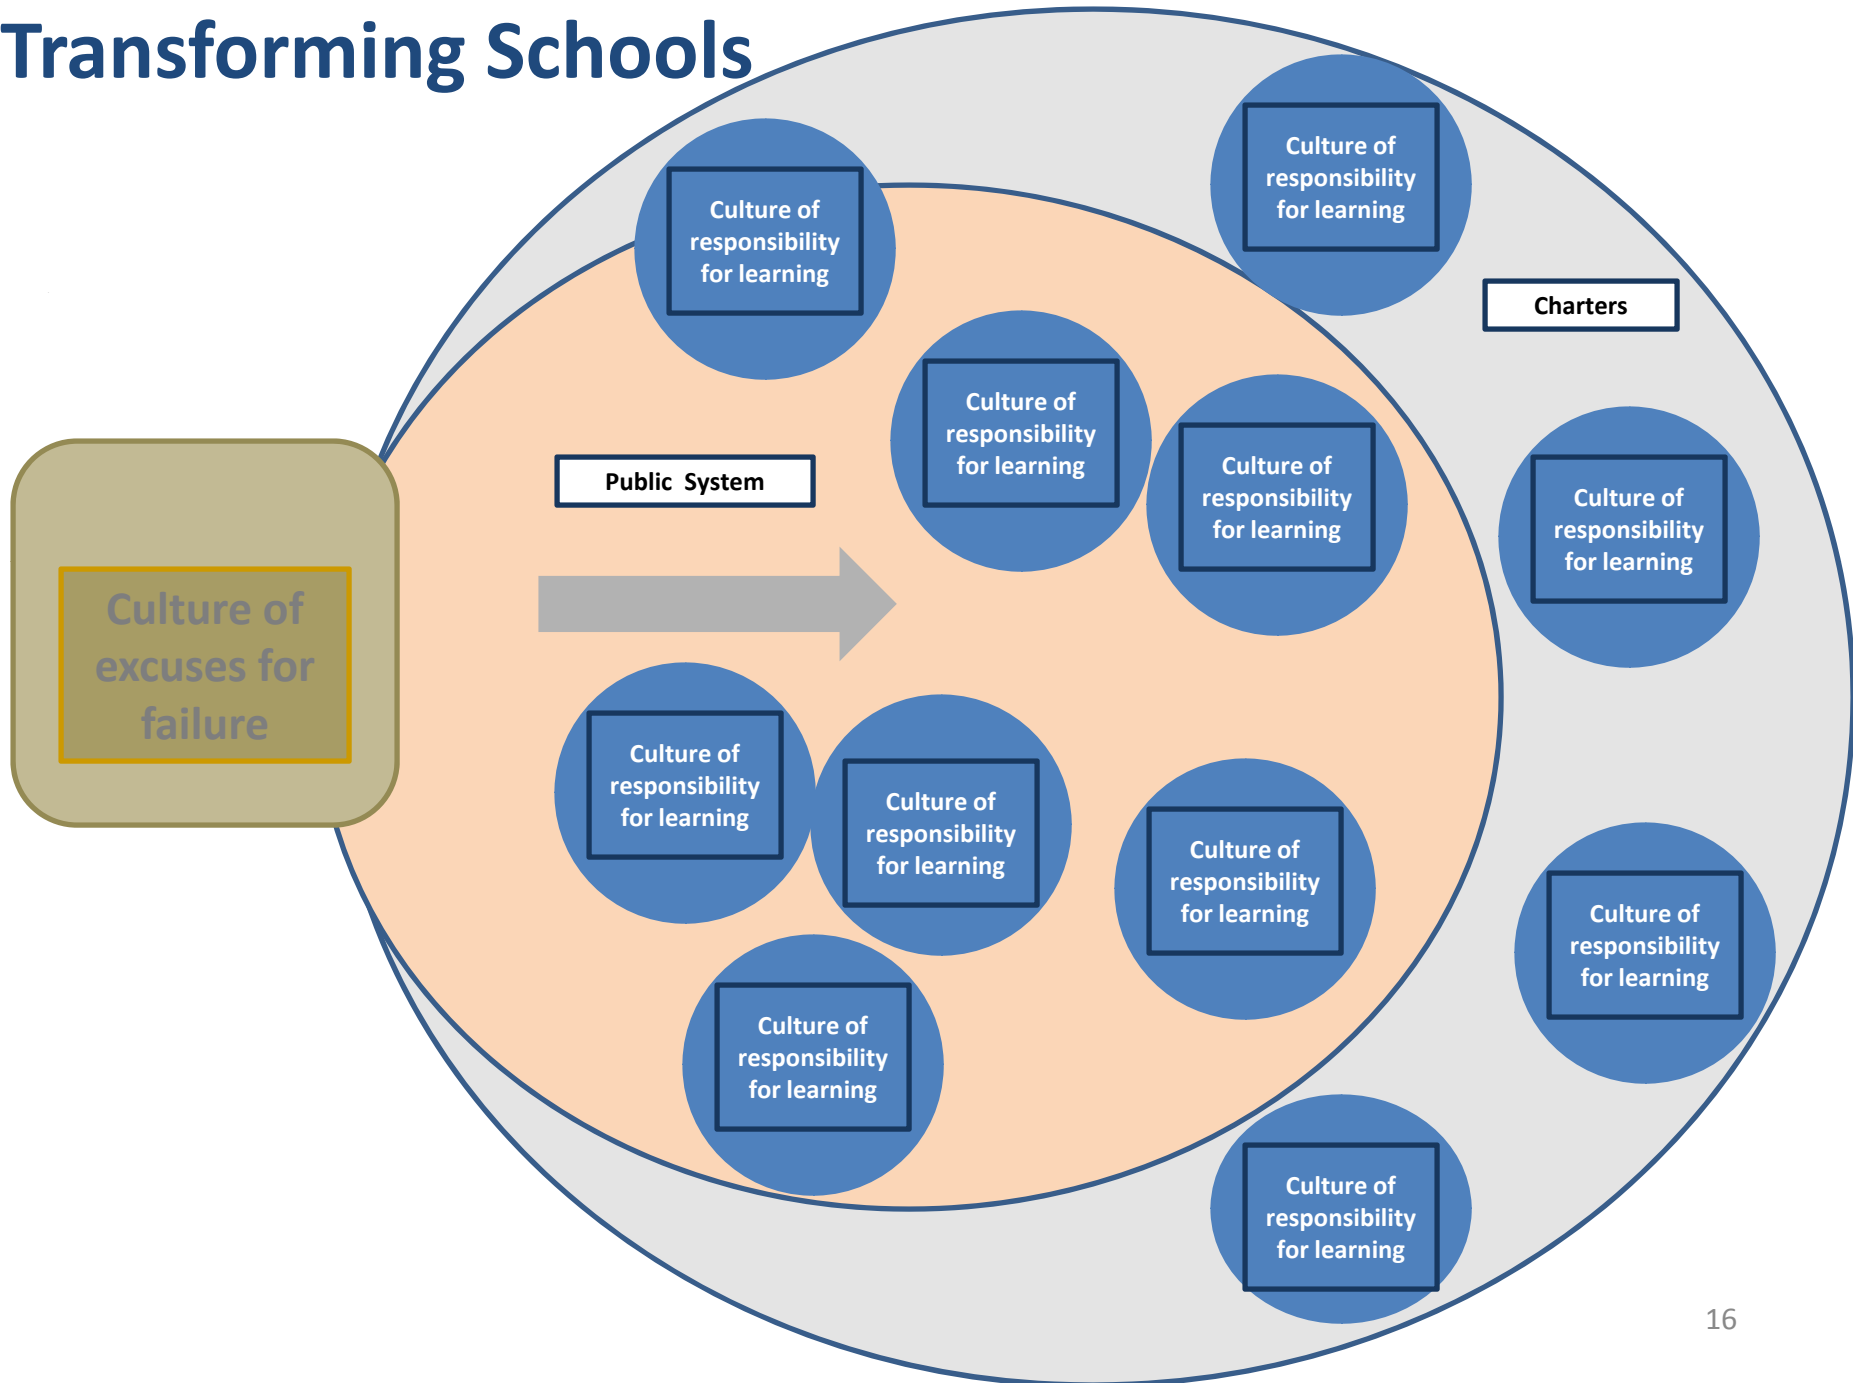 Transforming Schools
Culture of
responsibility
for learning
Culture of
responsibility
for learning
Charters
Culture of
responsibility
for learning
Culture of
responsibility
for learning
Public  System
Culture of
responsibility
for learning
Culture of
excuses for
failure
Culture of
responsibility
for learning
Culture of
responsibility
for learning
Culture of
responsibility
for learning
Culture of
responsibility
for learning
Culture of
responsibility
for learning
Culture of
responsibility
for learning
16